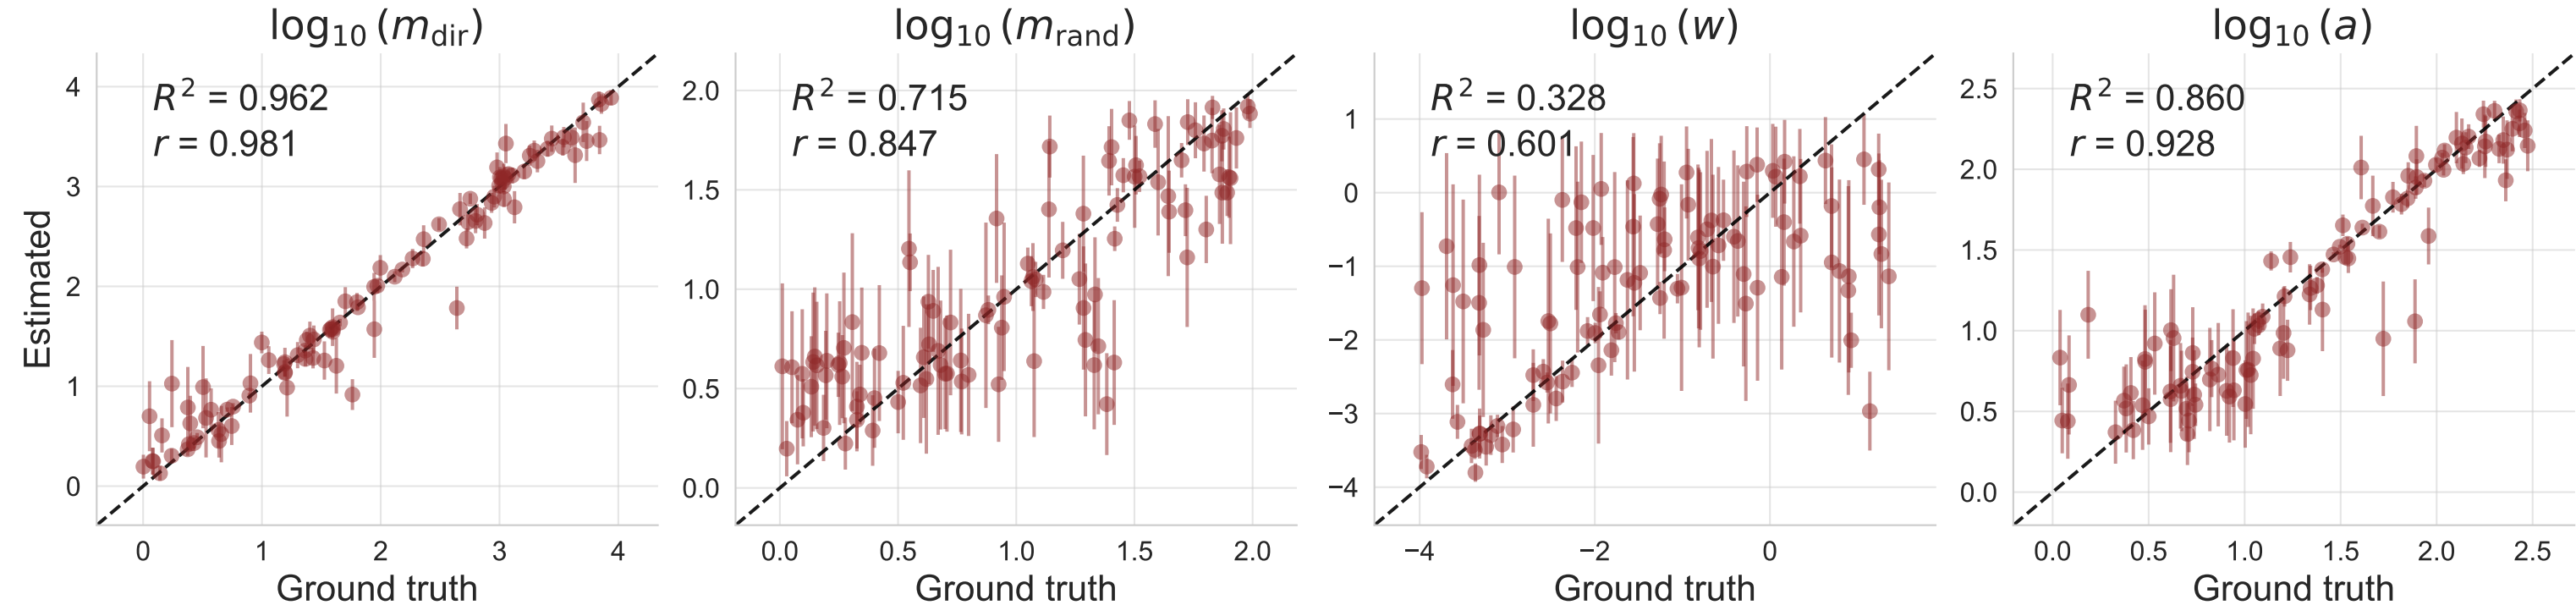 log₁₀(m_dir)
R² = 0.962
r = 0.981
4
3
2
1
0
Estimated
0 1 2 3 4
Ground truth
log₁₀(m_rand)
R² = 0.715
r = 0.847
2.0
1.5
1.0
0.5
0.0
0.0 0.5 1.0 1.5 2.0
Ground truth
log₁₀(w)
R² = 0.328
r = 0.601
1
0
−1
−2
−3
−4
−4 −2 0
Ground truth
log₁₀(a)
R² = 0.860
r = 0.928
2.5
2.0
1.5
1.0
0.5
0.0
0.0 0.5 1.0 1.5 2.0 2.5
Ground truth